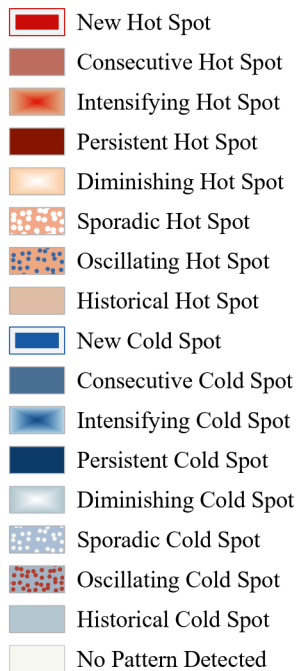 New Hot Spot
Consecutive Hot Spot
Intensifying Hot Spot
Persistent Hot Spot
Diminishing Hot Spot
Sporadic Hot Spot
Oscillating Hot Spot
Historical Hot Spot
New Cold Spot
Consecutive Cold Spot
Intensifying Cold Spot
Persistent Cold Spot
Diminishing Cold Spot
Sporadic Cold Spot
Oscillating Cold Spot
Historical Cold Spot
No Pattern Detected